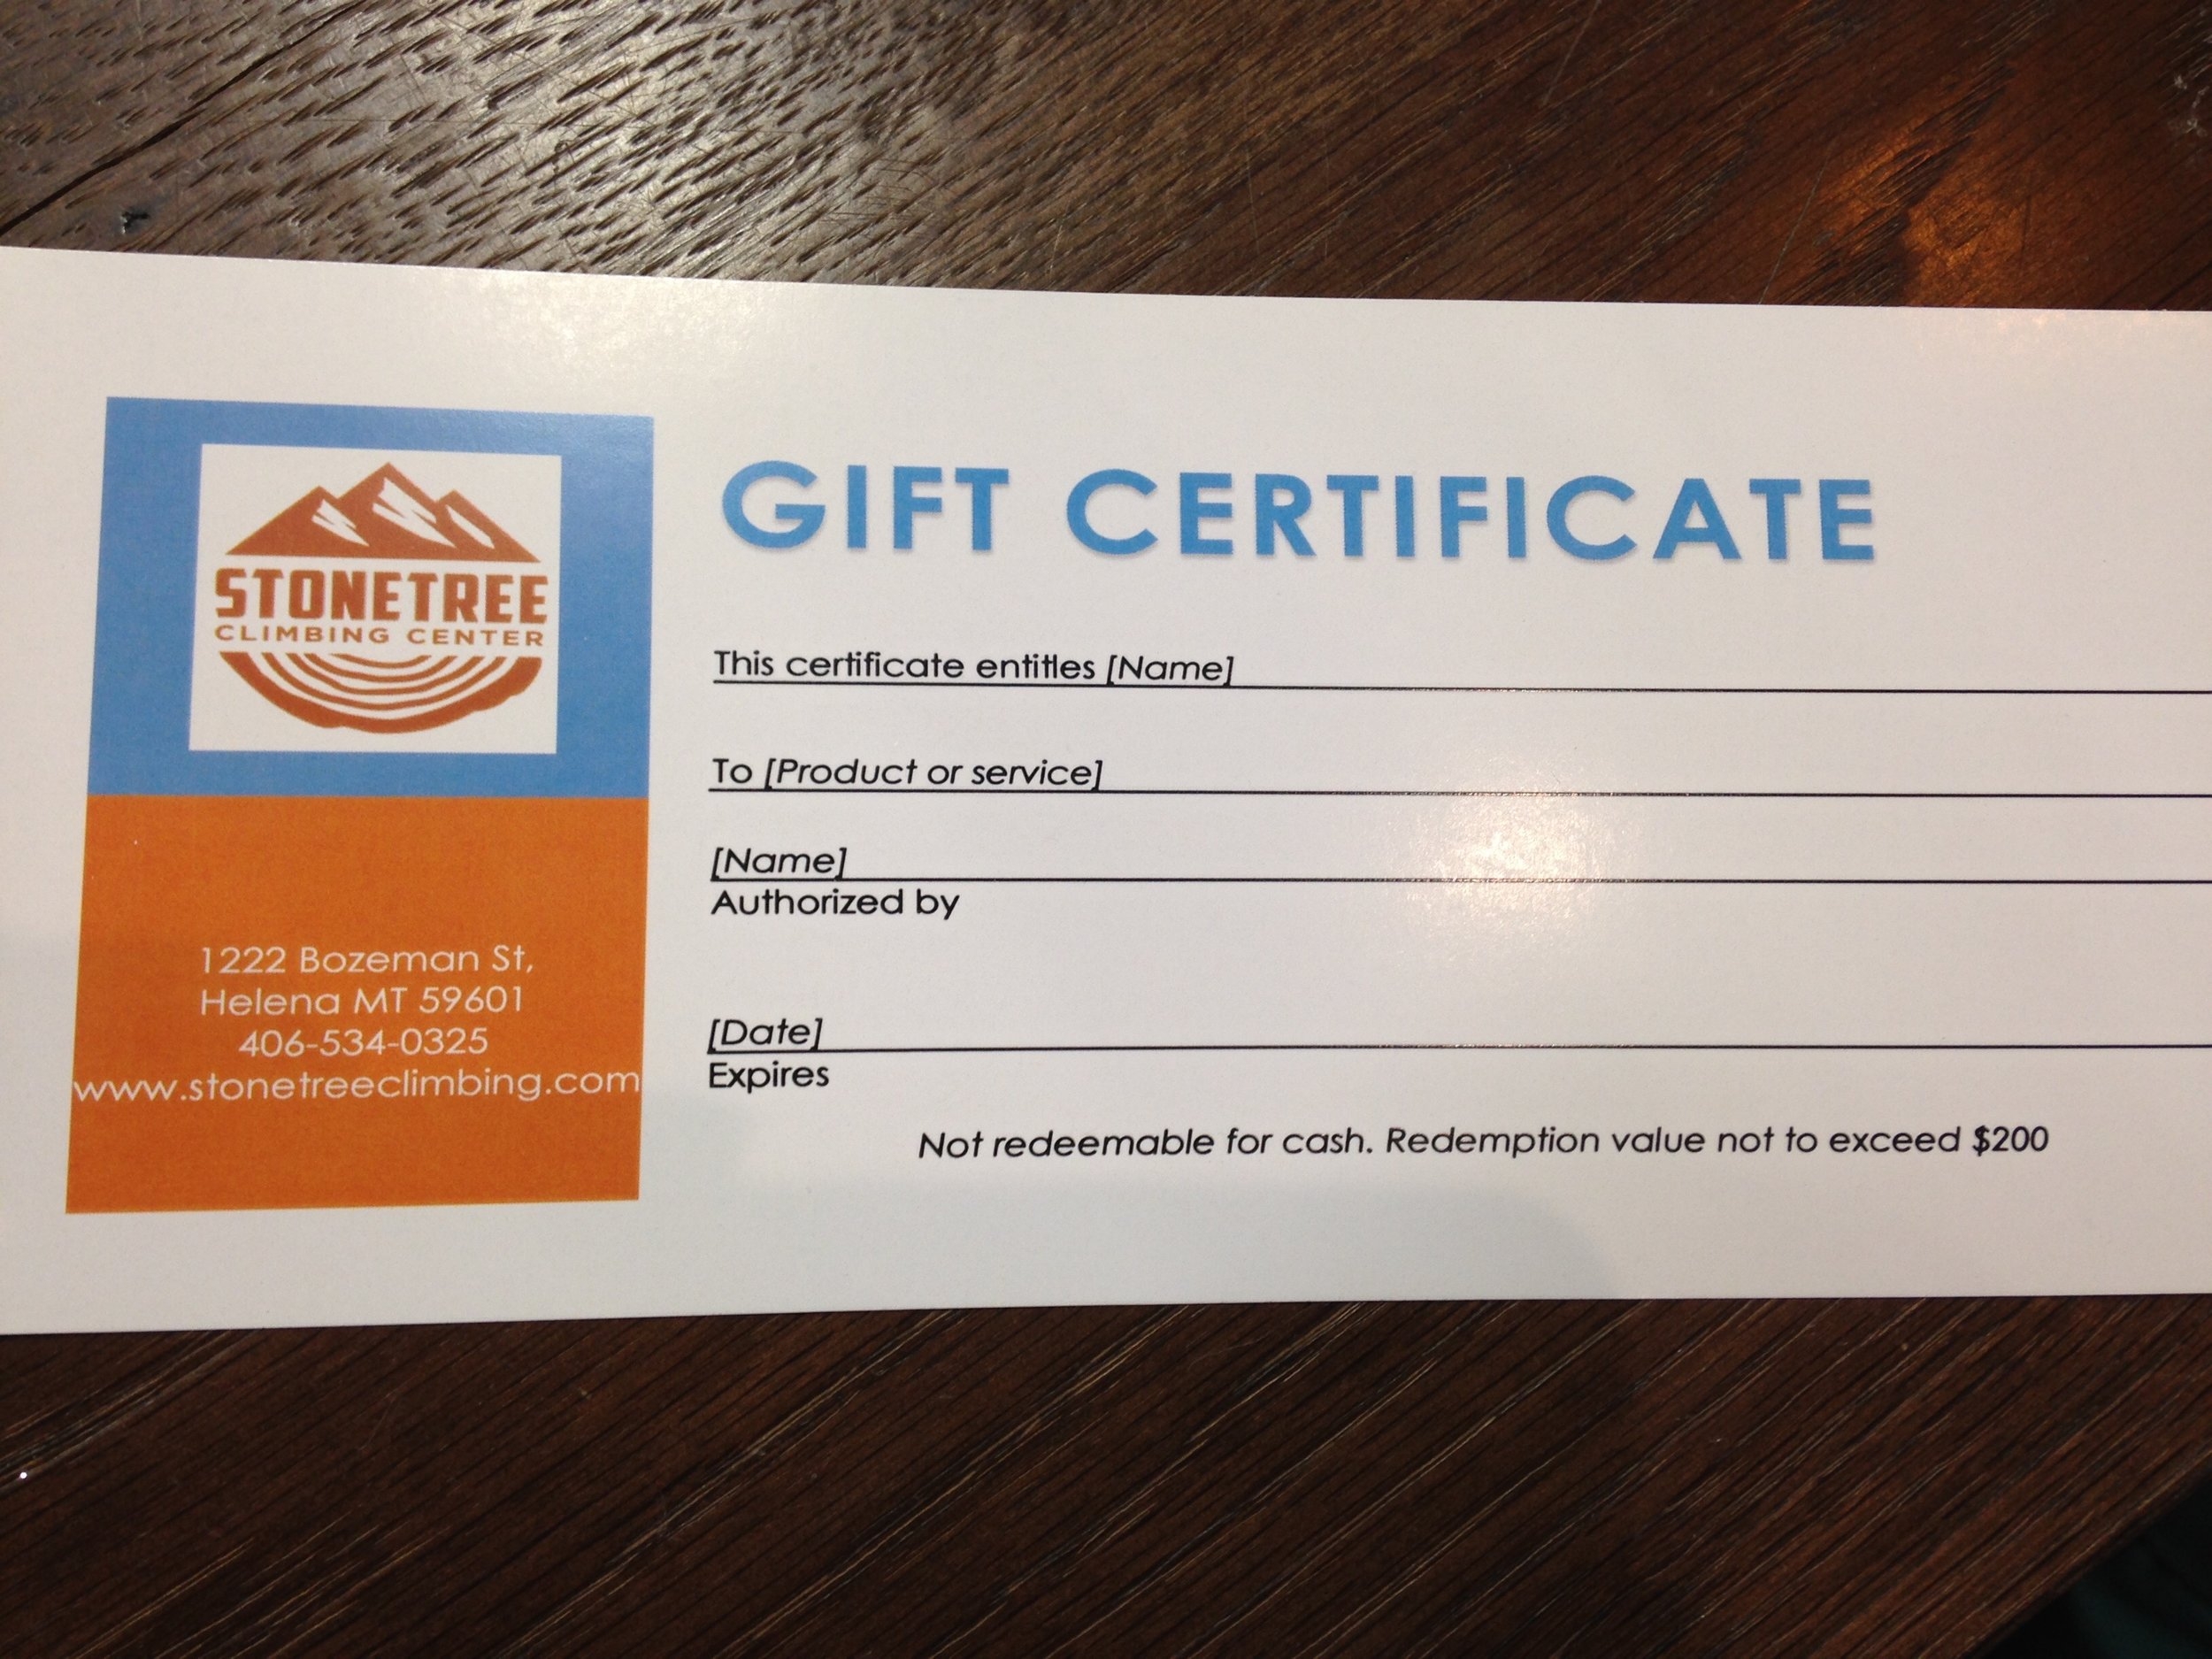 STONETREE
CLIMBING CENTER
1222 Bozeman St,
Helena MT 59601
406-534-0325
www.stonetreeclimbing.com
GIFT CERTIFICATE
This certificate entitles [Name]
To [Product or service]
[Name]
Authorized by
[Date]
Expires
Not redeemable for cash. Redemption value not to exceed $200